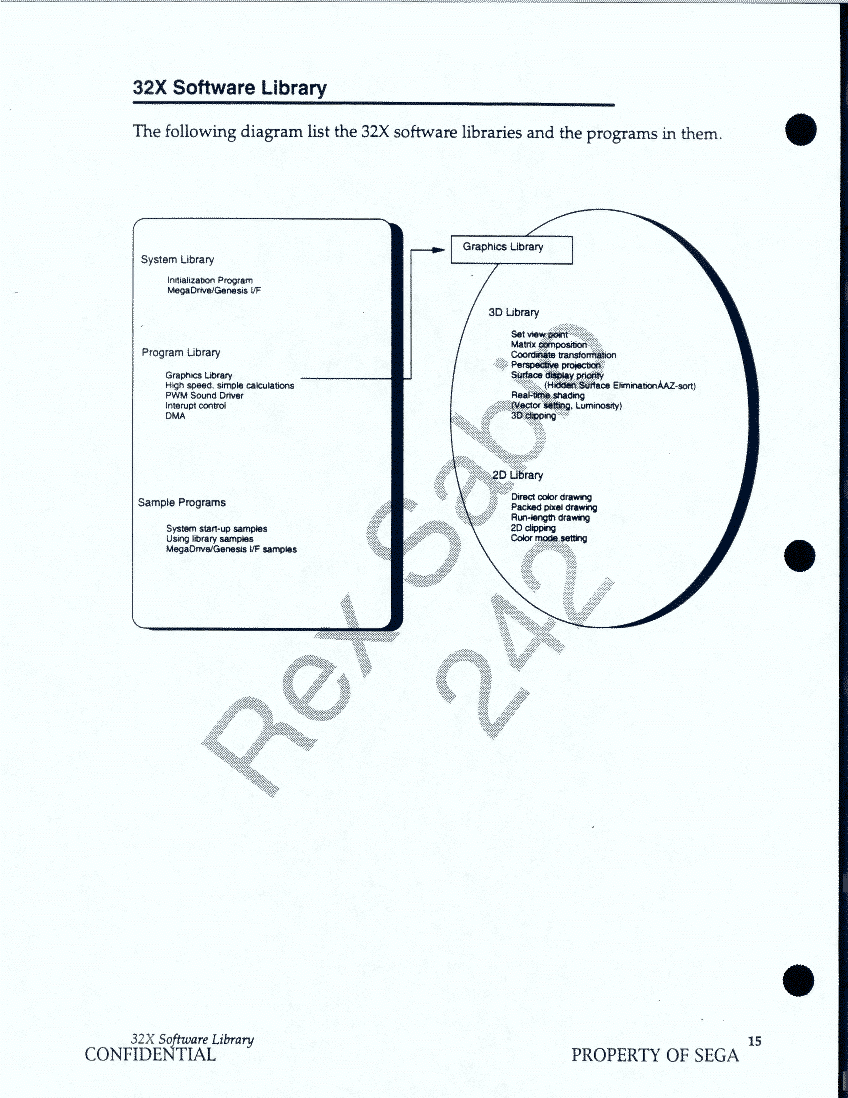 32X Software Library
The following diagram list the 32X software libraries and the programs in them.
System Library
Initialization Program
MegaDrive/Genesis I/F
Program Library
Graphics Library
High speed, simple calculations
PWM Sound Driver
Interupt control
DMA
Sample Programs
System start-up samples
Using library samples
MegaDrive/Genesis I/F samples
Graphics Library
3D Library
Set view point
Matrix composition
Coordinate transformation
Perspective projection
Surface display priority
(Hidden Surface EliminationÅAZ-sort)
Real-time shading
(Vector setting, Luminosity)
3D clipping
2D Library
Direct color drawing
Packed pixel drawing
Run-length drawing
2D clipping
Color mode setting
Rex Sabio
242
32X Software Library
15
CONFIDENTIAL
PROPERTY OF SEGA